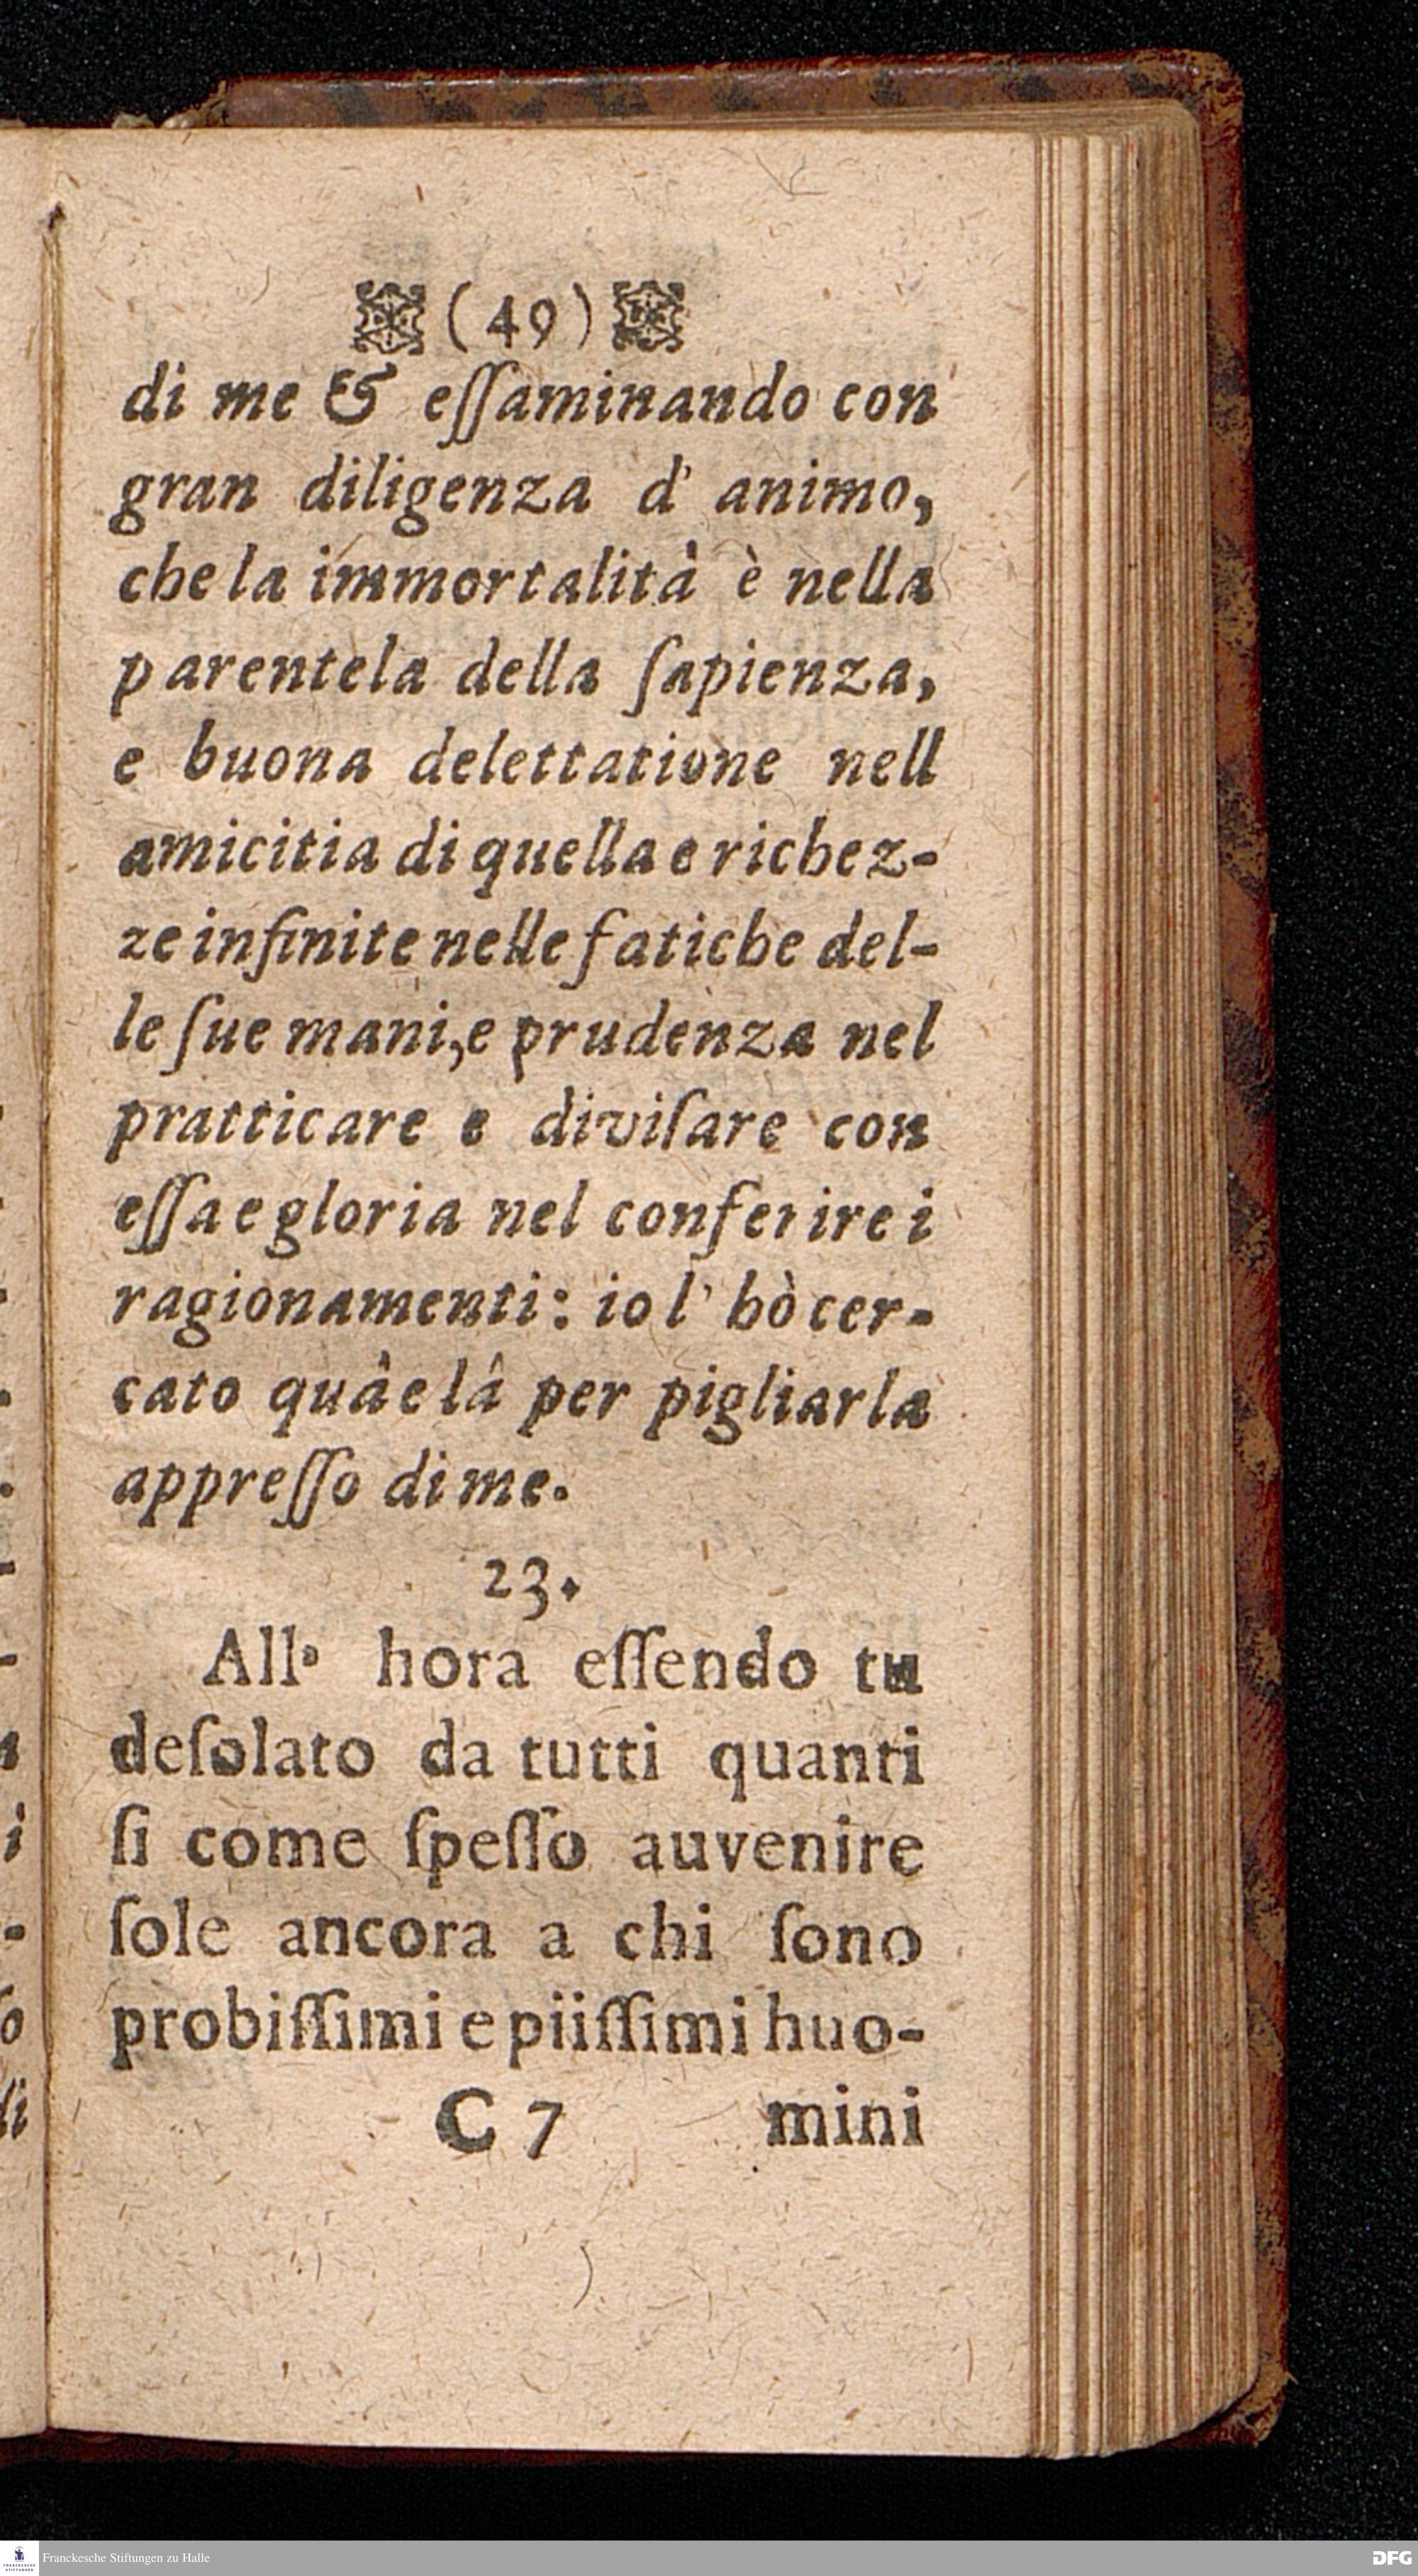 (49)
di me & eſſaminando con
gran diligenza d' animo,
che la immortalità è nella
parentela della ſapienza,
e buona delettatione nell
amicitia di quella e richez-
ze infinite nelle fatiche del-
le ſue mani, e prudenza nel
pratticare e diviſare con
eſſa e gloria nel conferire i
ragionamenti: io l' hò cer-
cato quà e là per pigliarla
appreſſo di me.
23.
All' hora eſſendo tu
deſolato da tutti quanti
ſi come ſpeſſo auvenire
ſole ancora a chi ſono
probiſſimi e piiſſimi huo-
C 7 mini
Franckesche Stiftungen zu Halle
DFG